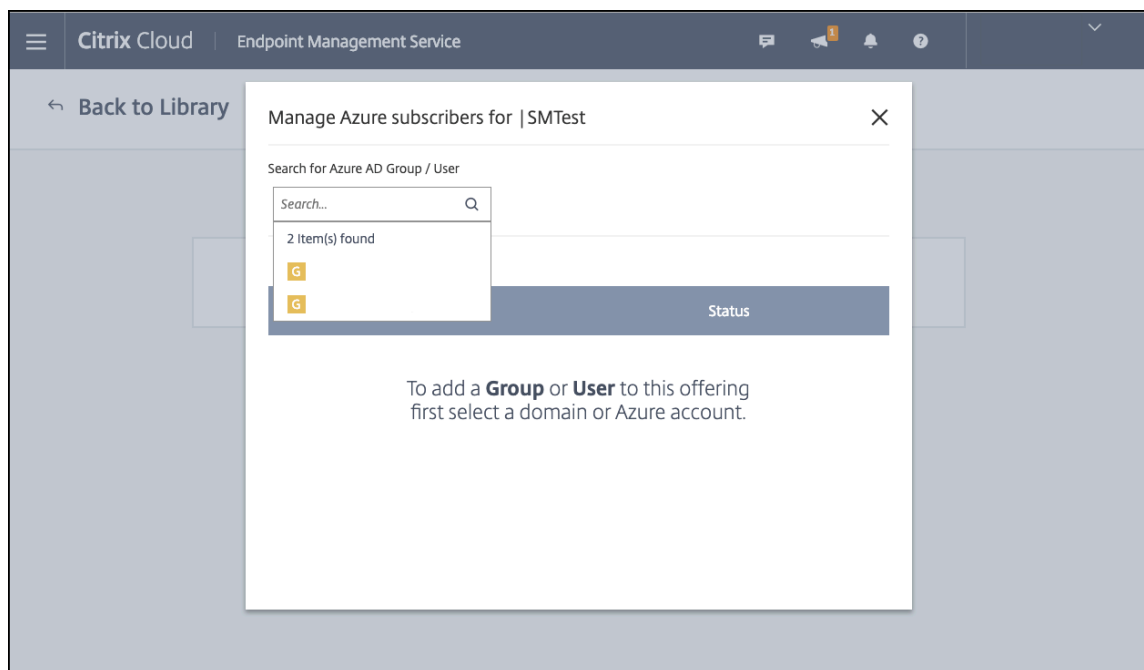 Citrix Cloud | Endpoint Management Service 1 ?
Back to Library
Manage Azure subscribers for |SMTest
Search for Azure AD Group / User
Search...
2 Item(s) found
G
G
Status
To add a Group or User to this offering
first select a domain or Azure account.